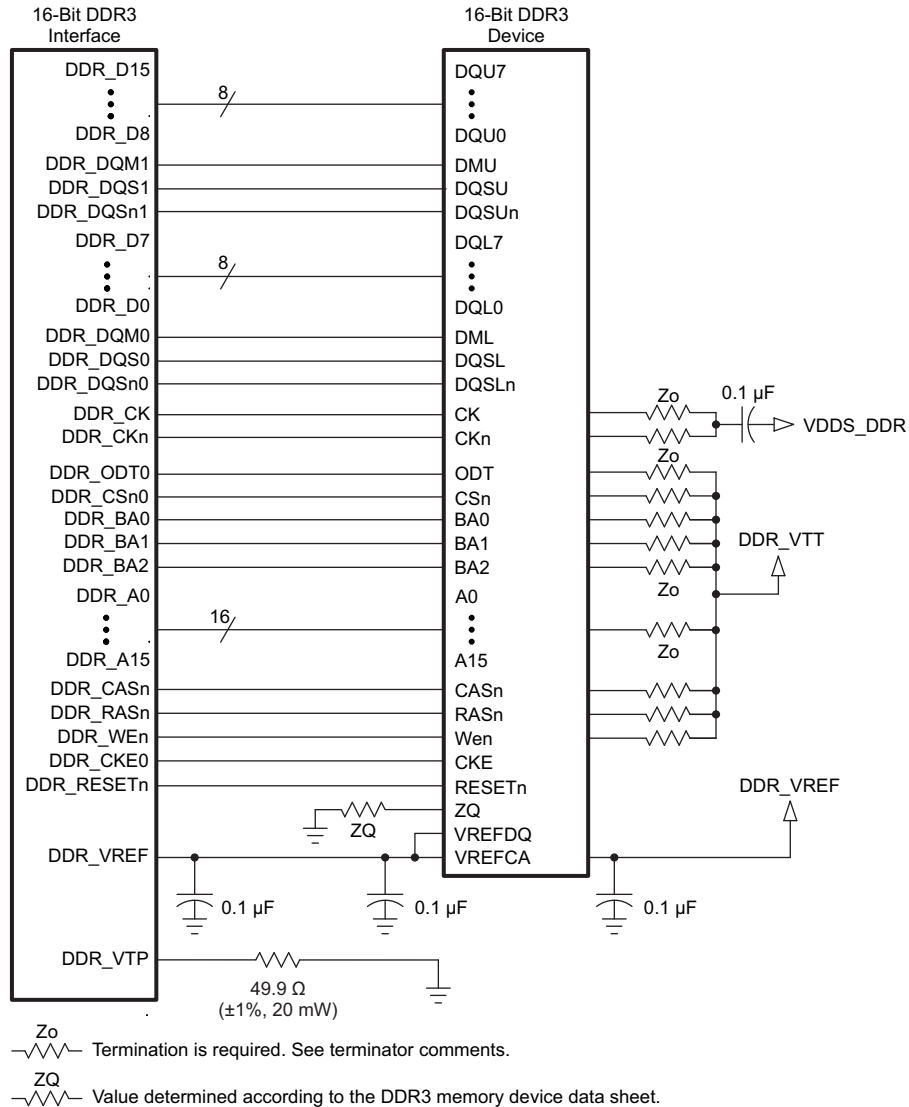 16-Bit DDR3
Interface
16-Bit DDR3
Device
DDR_D15
8
DQU7
DDR_D8
DQU0
DDR_DQM1
DMU
DDR_DQS1
DQSU
DDR_DQSn1
DQSUn
DDR_D7
8
DQL7
DDR_D0
DQL0
DDR_DQM0
DML
DDR_DQS0
DQSL
DDR_DQSn0
DQSLn
DDR_CK
CK
Zo
0.1 µF
VDDS_DDR
DDR_CKn
CKn
Zo
DDR_ODT0
ODT
DDR_CSn0
CSn
DDR_BA0
BA0
DDR_BA1
BA1
DDR_VTT
DDR_BA2
BA2
Zo
DDR_A0
16
A0
Zo
DDR_A15
A15
DDR_CASn
CASn
DDR_RASn
RASn
DDR_WEn
Wen
DDR_CKE0
CKE
DDR_RESETn
RESETn
DDR_VREF
ZQ
ZQ
VREFDQ
DDR_VREF
VREFCA
0.1 µF
0.1 µF
0.1 µF
DDR_VTP
49.9 Ω
(±1%, 20 mW)
Zo
Termination is required. See terminator comments.
ZQ
Value determined according to the DDR3 memory device data sheet.